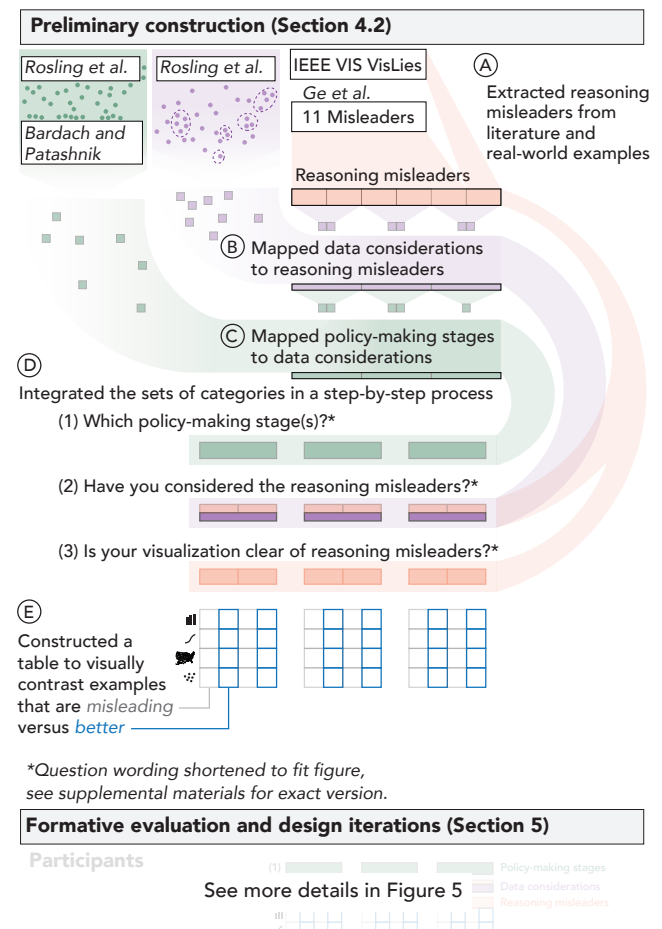 Preliminary construction (Section 4.2)
Rosling et al.
Bardach and
Patashnik
Rosling et al.
IEEE VIS VisLies
Ge et al.
11 Misleaders
A
Extracted reasoning
misleaders from
literature and
real-world examples
Reasoning misleaders
B Mapped data considerations
to reasoning misleaders
C Mapped policy-making stages
to data considerations
D
Integrated the sets of categories in a step-by-step process
(1) Which policy-making stage(s)?*
(2) Have you considered the reasoning misleaders?*
(3) Is your visualization clear of reasoning misleaders?*
E
Constructed a
table to visually
contrast examples
that are misleading
versus better
*Question wording shortened to fit figure,
see supplemental materials for exact version.
Formative evaluation and design iterations (Section 5)
Participants
(1)
Policy-making stages
See more details in Figure 5
Data considerations
Reasoning misleaders